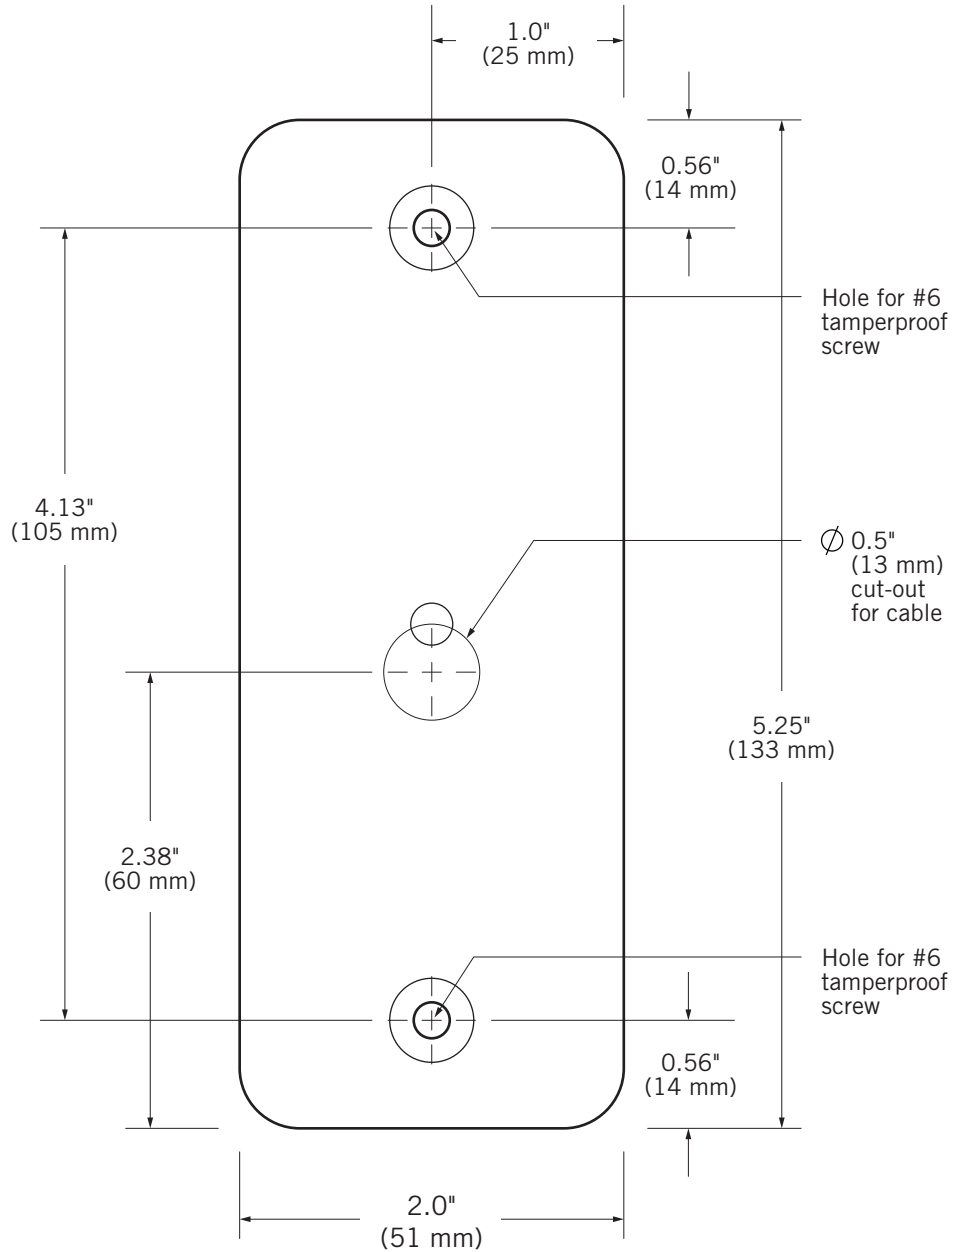 1.0"
(25 mm)
0.56"
(14 mm)
Hole for #6
tamperproof
screw
4.13"
(105 mm)
∅ 0.5"
(13 mm)
cut-out
for cable
5.25"
(133 mm)
2.38"
(60 mm)
Hole for #6
tamperproof
screw
0.56"
(14 mm)
2.0"
(51 mm)